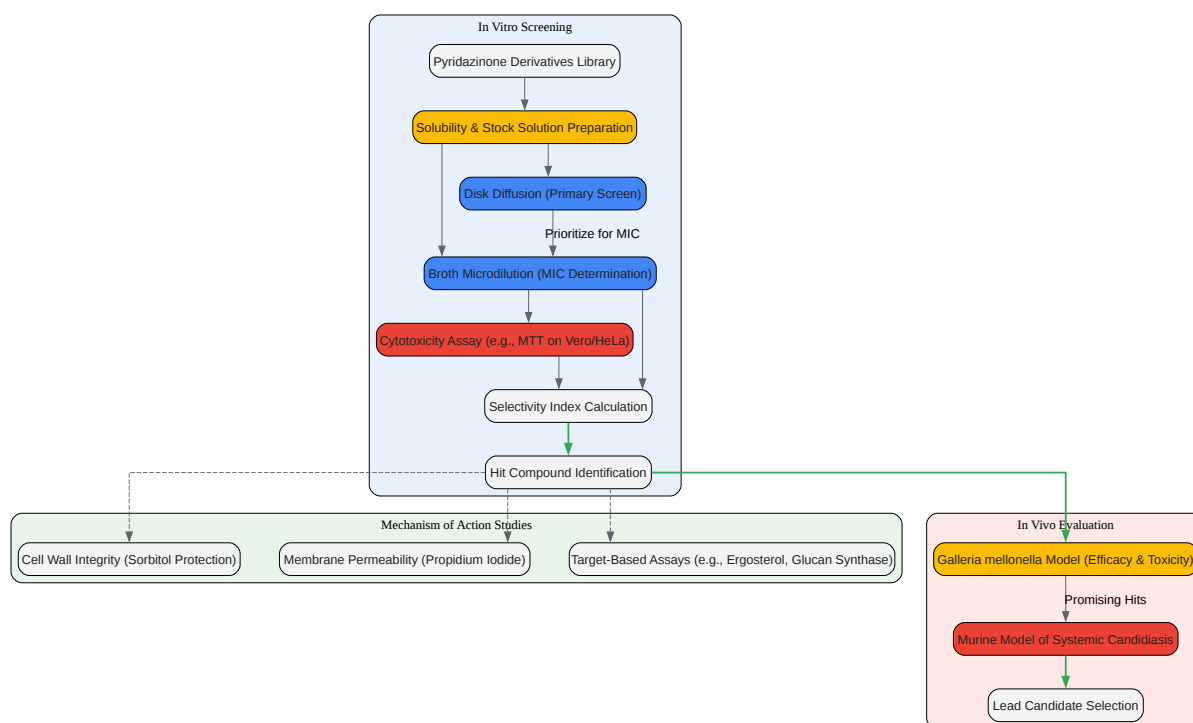 In Vitro Screening
Pyridazinone Derivatives Library
Solubility & Stock Solution Preparation
Disk Diffusion (Primary Screen)
Prioritize for MIC
Broth Microdilution (MIC Determination)
Cytotoxicity Assay (e.g., MTT on Vero/HeLa)
Selectivity Index Calculation
Hit Compound Identification
Mechanism of Action Studies
Cell Wall Integrity (Sorbitol Protection)
Membrane Permeability (Propidium Iodide)
Target-Based Assays (e.g., Ergosterol, Glucan Synthase)
In Vivo Evaluation
Galleria mellonella Model (Efficacy & Toxicity)
Promising Hits
Murine Model of Systemic Candidiasis
Lead Candidate Selection